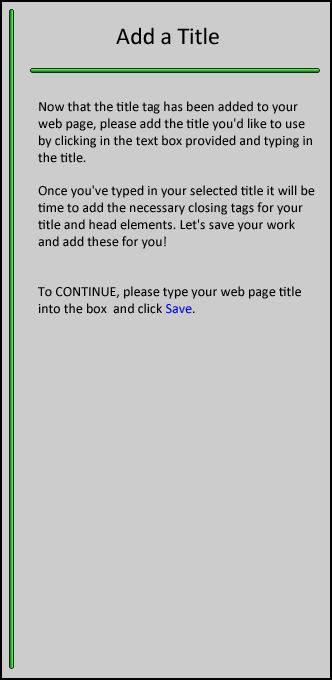 Add a Title
Now that the title tag has been added to your
web page, please add the title you'd like to use
by clicking in the text box provided and typing in
the title.
Once you've typed in your selected title it will be
time to add the necessary closing tags for your
title and head elements. Let's save your work
and add these for you!
To CONTINUE, please type your web page title
into the box  and click Save.